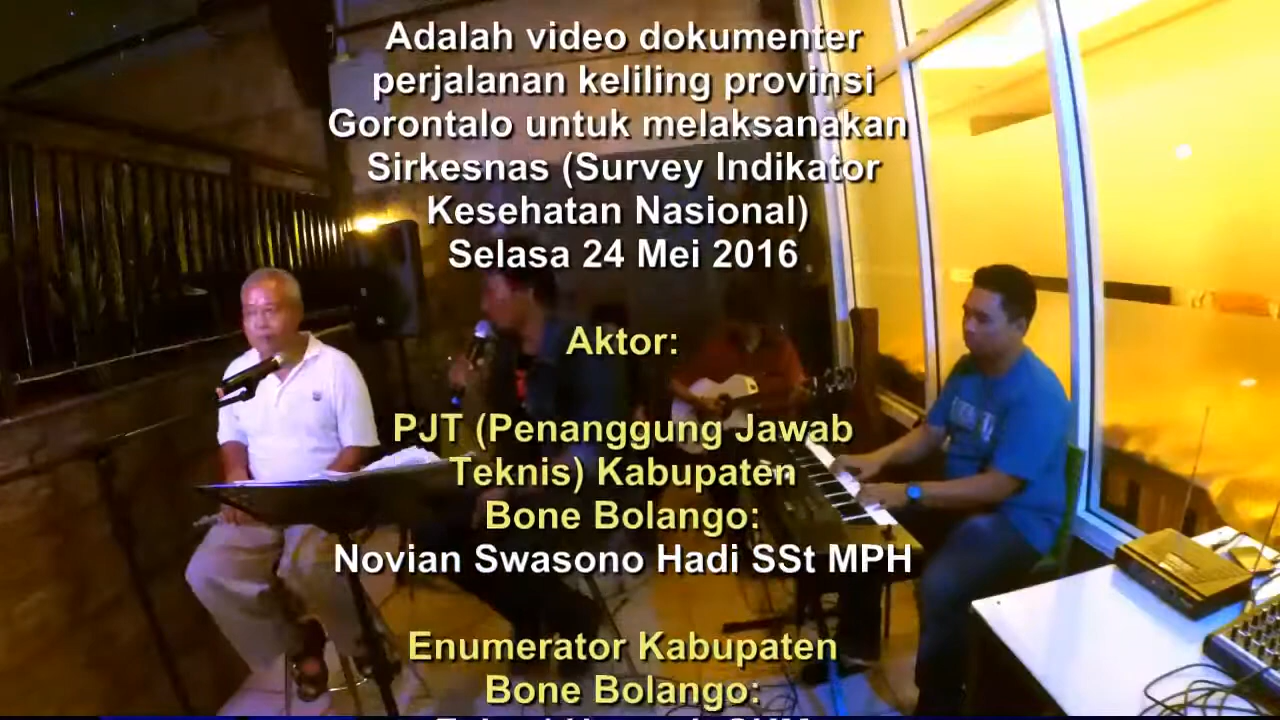 Adalah video dokumenter
perjalanan keliling provinsi
Gorontalo untuk melaksanakan
Sirkesnas (Survey Indikator
Kesehatan Nasional)
Selasa 24 Mei 2016
Aktor:
PJT (Penanggung Jawab
Teknis) Kabupaten
Bone Bolango:
Novian Swasono Hadi SSt MPH
Enumerator Kabupaten
Bone Bolango: